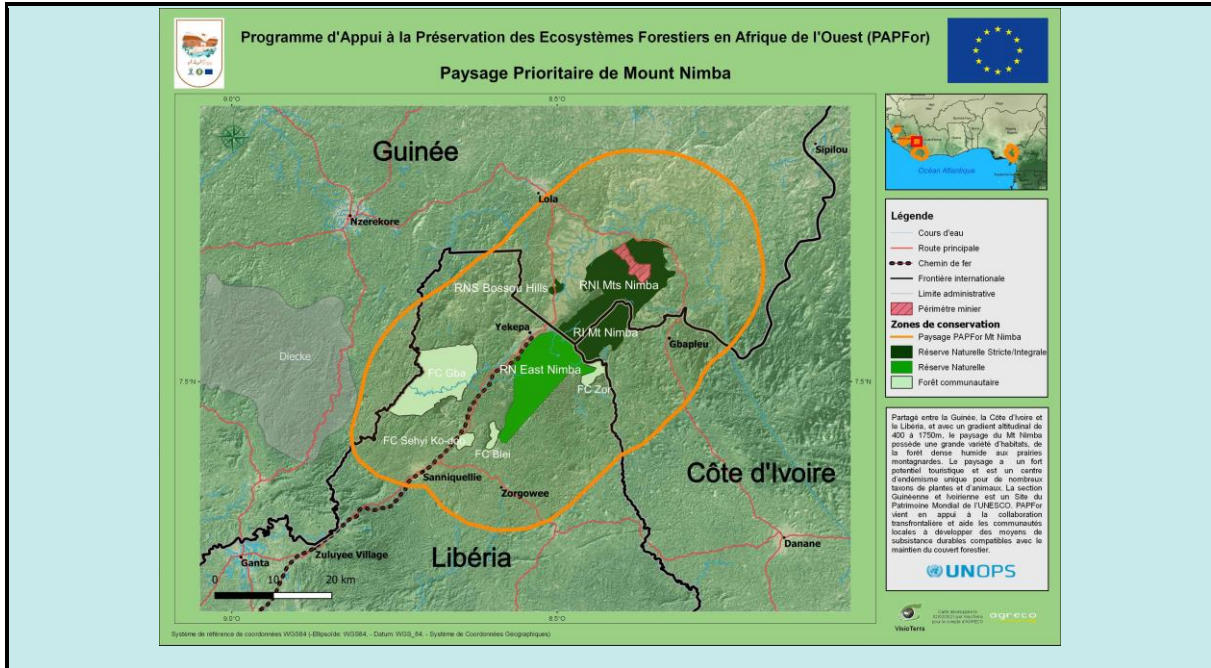 Programme d'Appui à la Préservation des Ecosystèmes Forestiers en Afrique de l'Ouest (PAPFor)
Paysage Prioritaire de Mount Nimba
9.0°O
8.5°O
Guinée
Sipilou
Lola
Nzerekore
RNS Bossou Hills
RNI Mts Nimba
Yekepa
RI Mt Nimba
Gbapleu
Diecke
7.5°N
FC Gba
RN East Nimba
FC Zor
7.5°N
FC Sehyi Ko-doo
FC Blei
Côte d'Ivoire
Sanniquellie
Zorgowee
Libéria
Danane
Zuluyee Village
Ganta
0 10 20 km
9.0°O
8.5°O
Système de référence de coordonnées WGS84 (-Ellipsoïde: WGS84, - Datum: WGS_84. - Système de Coordonnées Géographiques)
Océan Atlantique
Légende
Cours d'eau
Route principale
Chemin de fer
Frontière internationale
Limite administrative
Périmètre minier
Zones de conservation
Paysage PAPFor Mt Nimba
Réserve Naturelle Stricte/Integrale
Réserve Naturelle
Forêt communautaire
Partagé entre la Guinée, la Côte d'Ivoire et
le Libéria, et avec un gradient altitudinal de
400 à 1750m, le paysage du Mt Nimba
possède une grande variété d'habitats, de
la forêt dense humide aux prairies
montagnardes. Le paysage a un fort
potentiel touristique et est un centre
d'endémisme unique pour de nombreux
taxons de plantes et d'animaux. La section
Guinéenne et Ivoirienne est un Site du
Patrimoine Mondial de l'UNESCO. PAPFor
vient en appui à la collaboration
transfrontalière et aide les communautés
locales à développer des moyens de
subsistance durables compatibles avec le
maintien du couvert forestier.
UNOPS
VisioTerra
agreco